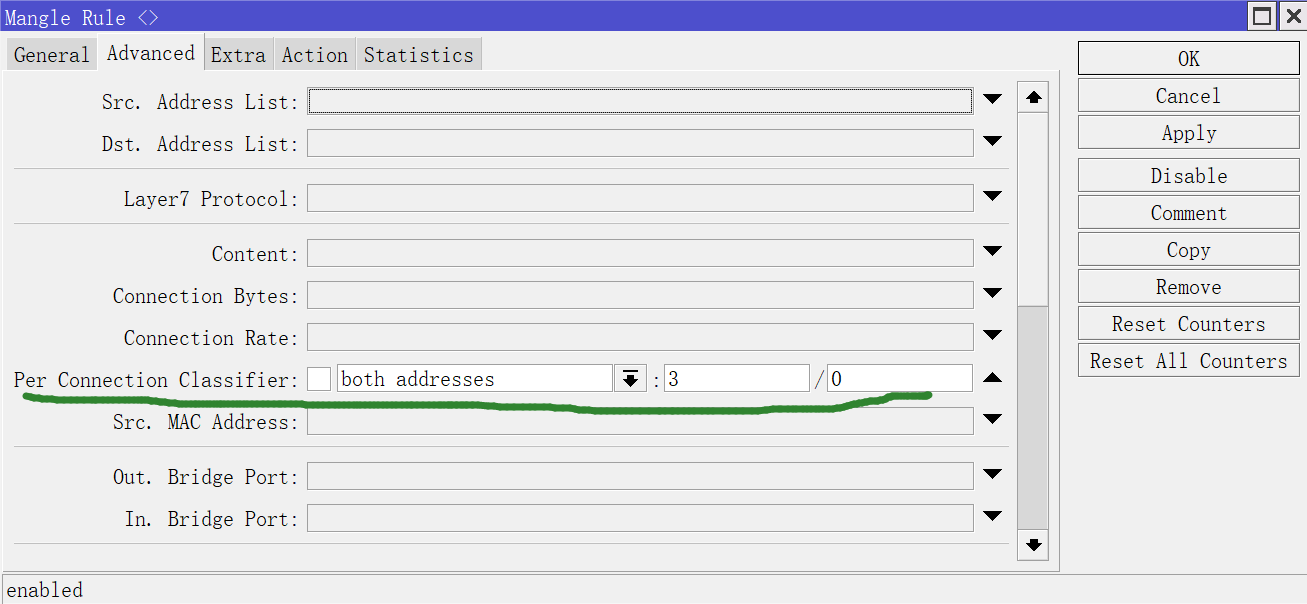 Mangle Rule <>
General Advanced Extra Action Statistics
Src. Address List:
Dst. Address List:
Layer7 Protocol:
Content:
Connection Bytes:
Connection Rate:
Per Connection Classifier: both addresses : 3 / 0
Src. MAC Address:
Out. Bridge Port:
In. Bridge Port:
OK
Cancel
Apply
Disable
Comment
Copy
Remove
Reset Counters
Reset All Counters
enabled